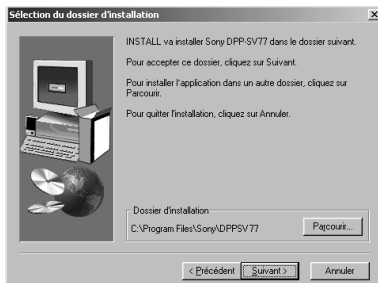 Sélection du dossier d'installation
INSTALL va installer Sony DPP-SV77 dans le dossier suivant.
Pour accepter ce dossier, cliquez sur Suivant.
Pour installer l'application dans un autre dossier, cliquez sur
Parcourir.
Pour quitter l'installation, cliquez sur Annuler.
Dossier d'installation
C:\Program Files\Sony\DPPSV77
Parcourir...
< Précédent
Suivant >
Annuler